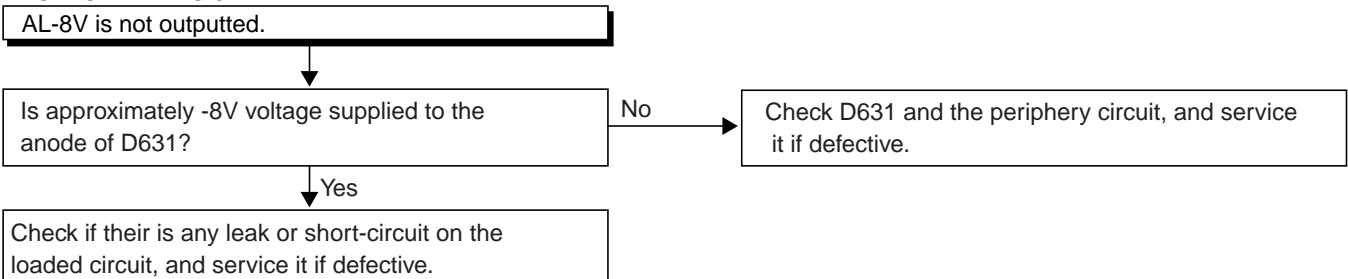 AL-8V is not outputted.
Is approximately -8V voltage supplied to the
anode of D631?
No
Check D631 and the periphery circuit, and service
it if defective.
Yes
Check if their is any leak or short-circuit on the
loaded circuit, and service it if defective.